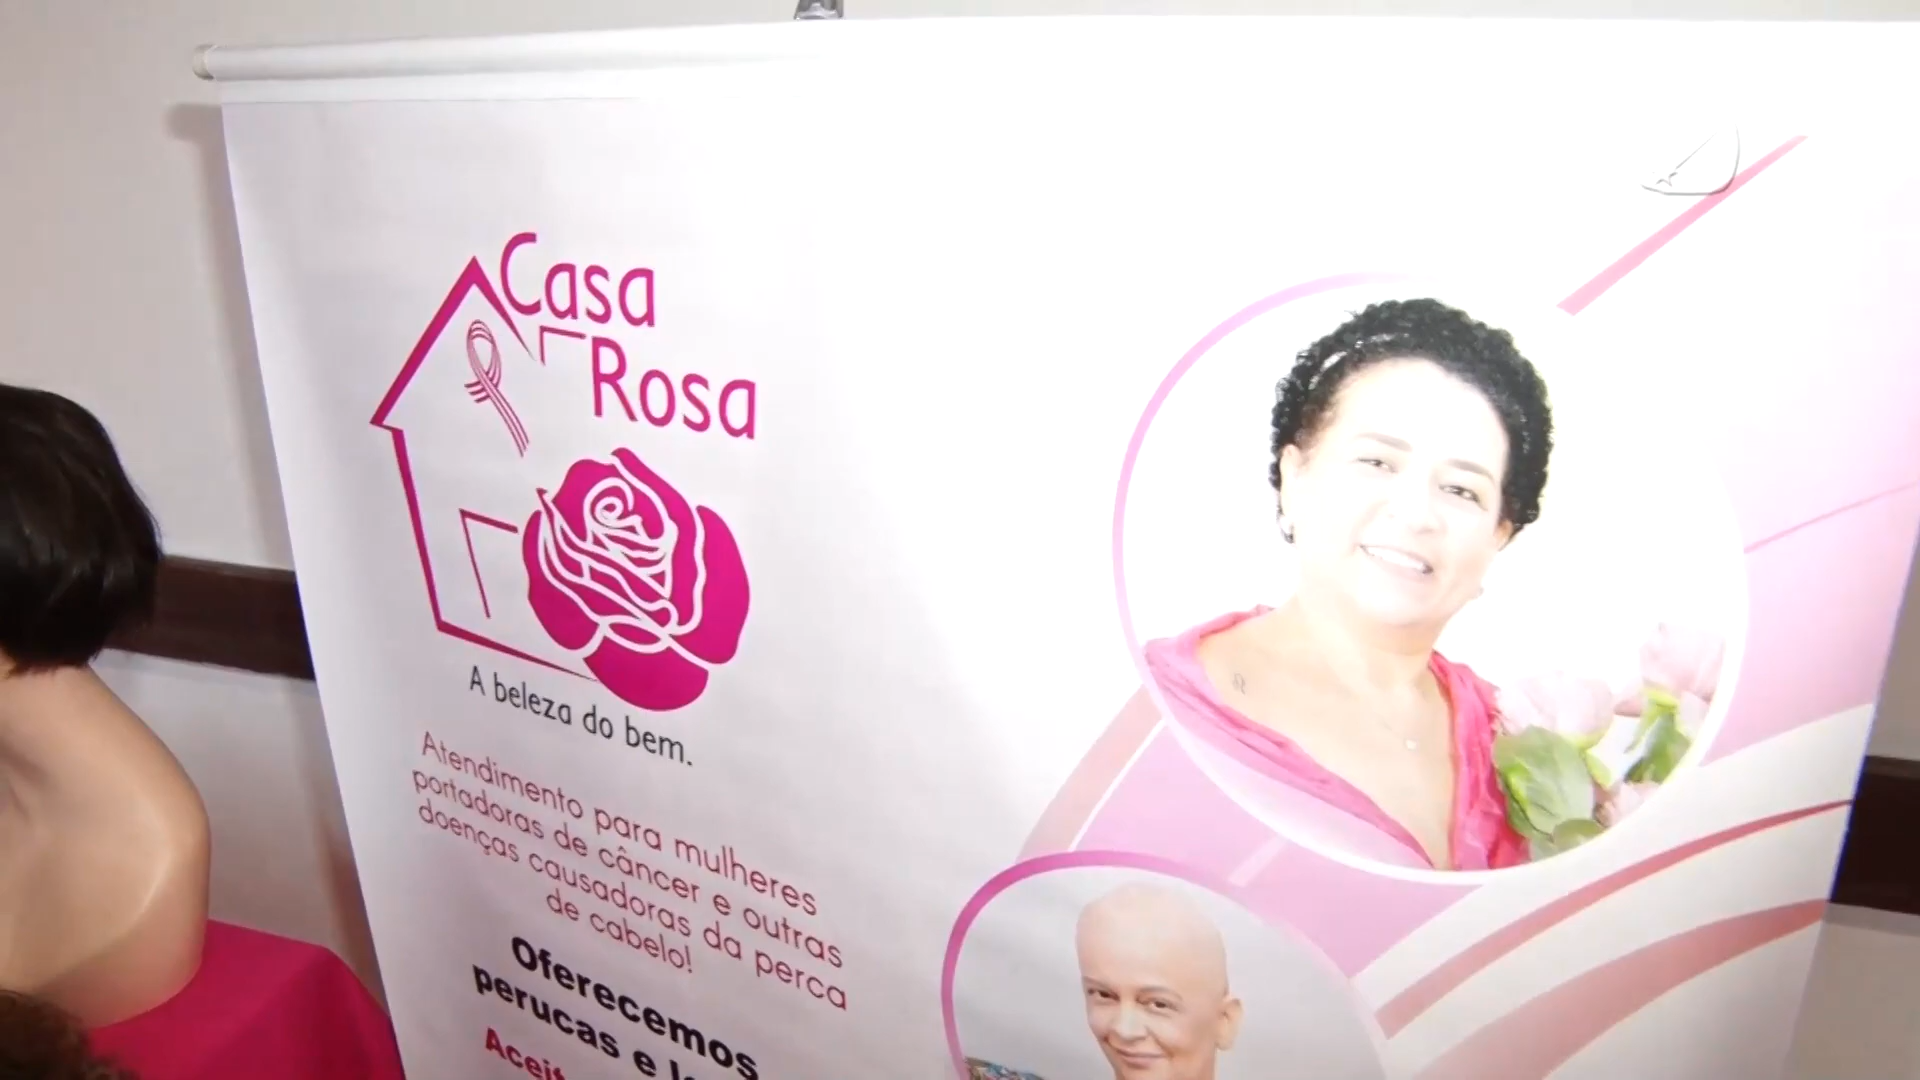 Casa
Rosa
A beleza do bem.
Atendimento para mulheres
portadoras de câncer e outras
doenças causadoras da perca
de cabelo!
Oferecemos
perucas e